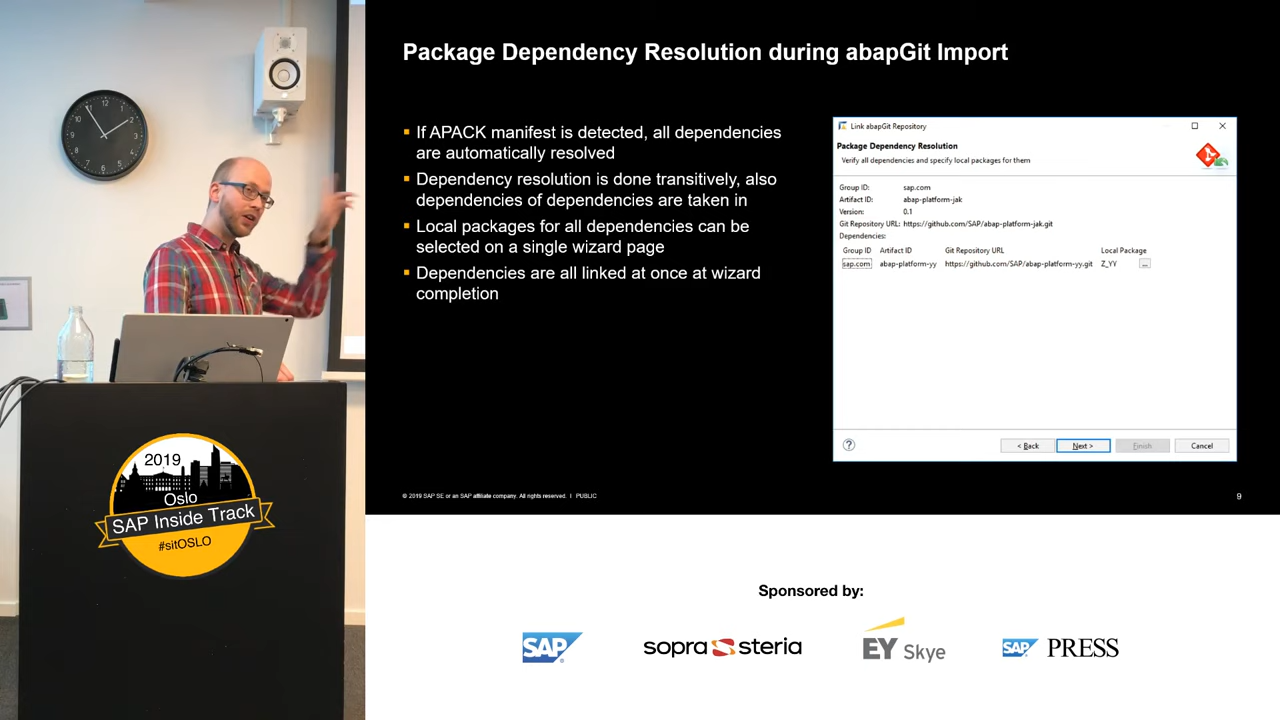 Package Dependency Resolution during abapGit Import
If APACK manifest is detected, all dependencies
are automatically resolved
Dependency resolution is done transitively, also
dependencies of dependencies are taken in
Local packages for all dependencies can be
selected on a single wizard page
Dependencies are all linked at once at wizard
completion
Link abapGit Repository
Package Dependency Resolution
Verify all dependencies and specify local packages for them
Group ID: sap.com
Artifact ID: abap-platform-jak
Version: 0.1
Git Repository URL: https://github.com/SAP/abap-platform-jak.git
Dependencies:
Group ID Artifact ID Git Repository URL Local Package
sap.com abap-platform-yy https://github.com/SAP/abap-platform-yy.git Z_YY ...
? < Back Next > Finish Cancel
© 2019 SAP SE or an SAP affiliate company. All rights reserved. I PUBLIC 9
2019
Oslo
SAP Inside Track
#sitOSLO
Sponsored by:
SAP sopra steria EY Skye SAP PRESS